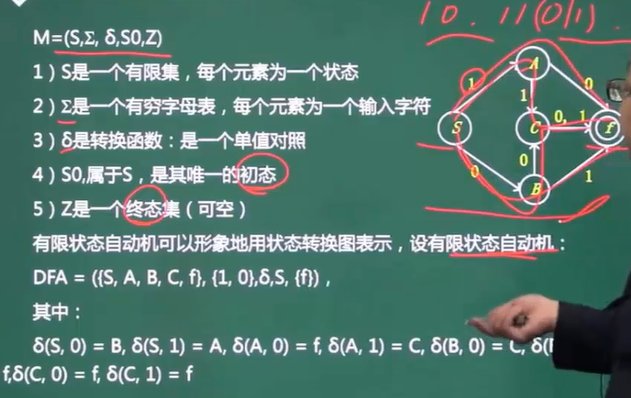 10. 11(0|1).
M=(S,Σ, δ,S0,Z)
1）S是一个有限集，每个元素为一个状态
2）Σ是一个有穷字母表，每个元素为一个输入字符
3）δ是转换函数：是一个单值对照
4）S0,属于S，是其唯一的初态
5）Z是一个终态集（可空）
A
1
0
1
S
C
0, 1
f
0
0
1
B
有限状态自动机可以形象地用状态转换图表示，设有限状态自动机：
DFA = ({S, A, B, C, f}, {1, 0},δ,S, {f})，
其中：
δ(S, 0) = B, δ(S, 1) = A, δ(A, 0) = f, δ(A, 1) = C, δ(B, 0) = C, δ(
f,δ(C, 0) = f, δ(C, 1) = f